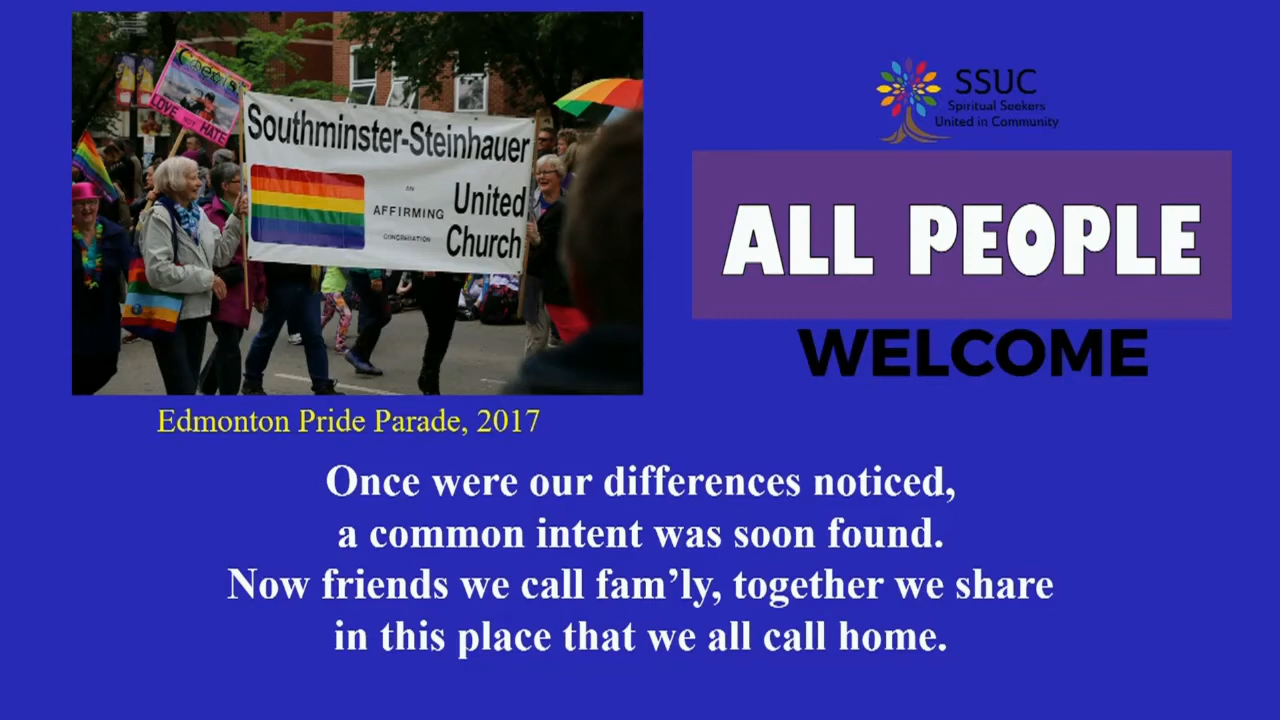 Coexist
LOVE NOT HATE
Southminster-Steinhauer
AN
AFFIRMING
CONGREGATION
United
Church
Edmonton Pride Parade, 2017
SSUC
Spiritual Seekers
United in Community
ALL PEOPLE
WELCOME
Once were our differences noticed,
a common intent was soon found.
Now friends we call fam’ly, together we share
in this place that we all call home.